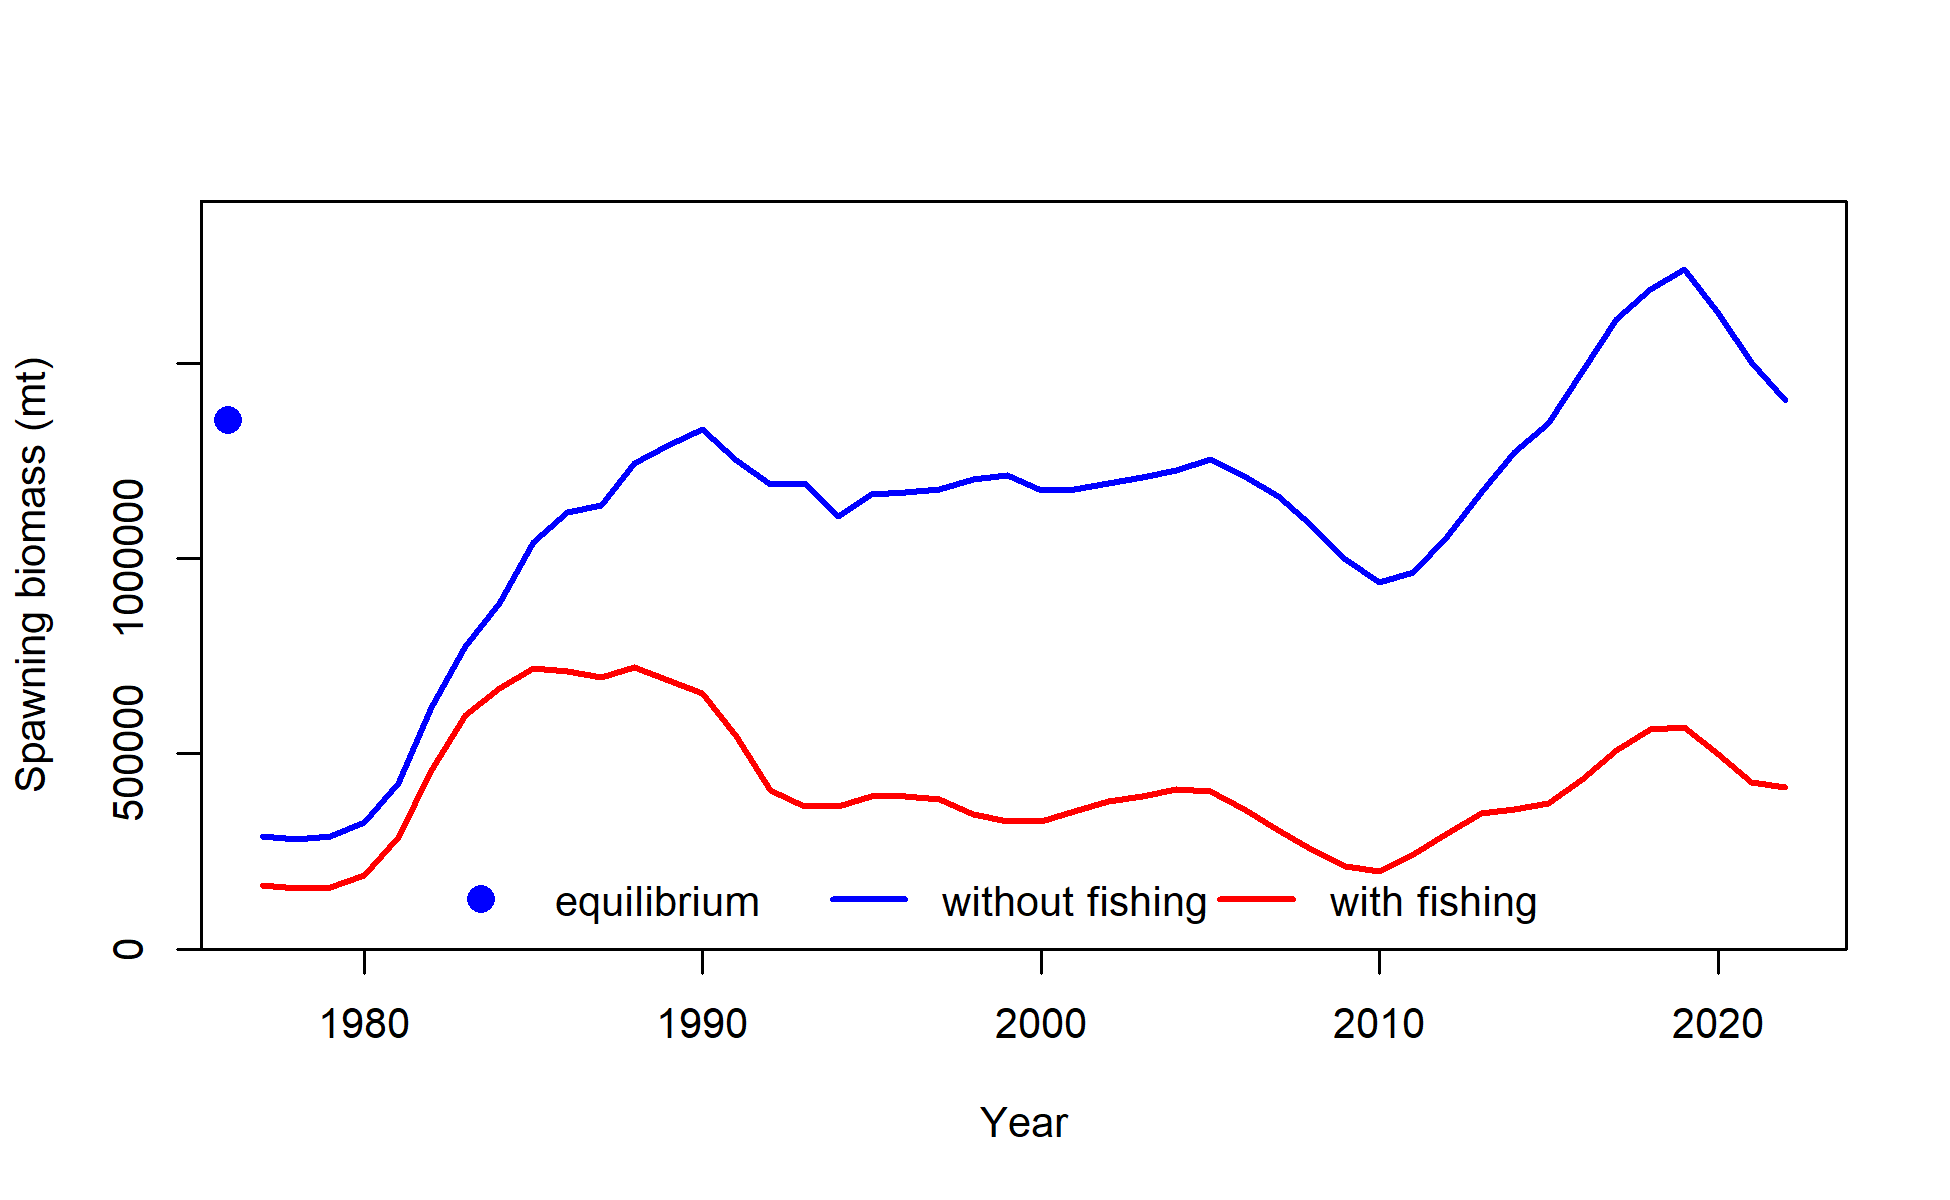 Spawning biomass (mt)
1000000
500000
0
equilibrium without fishing with fishing
1980 1990 2000 2010 2020
Year